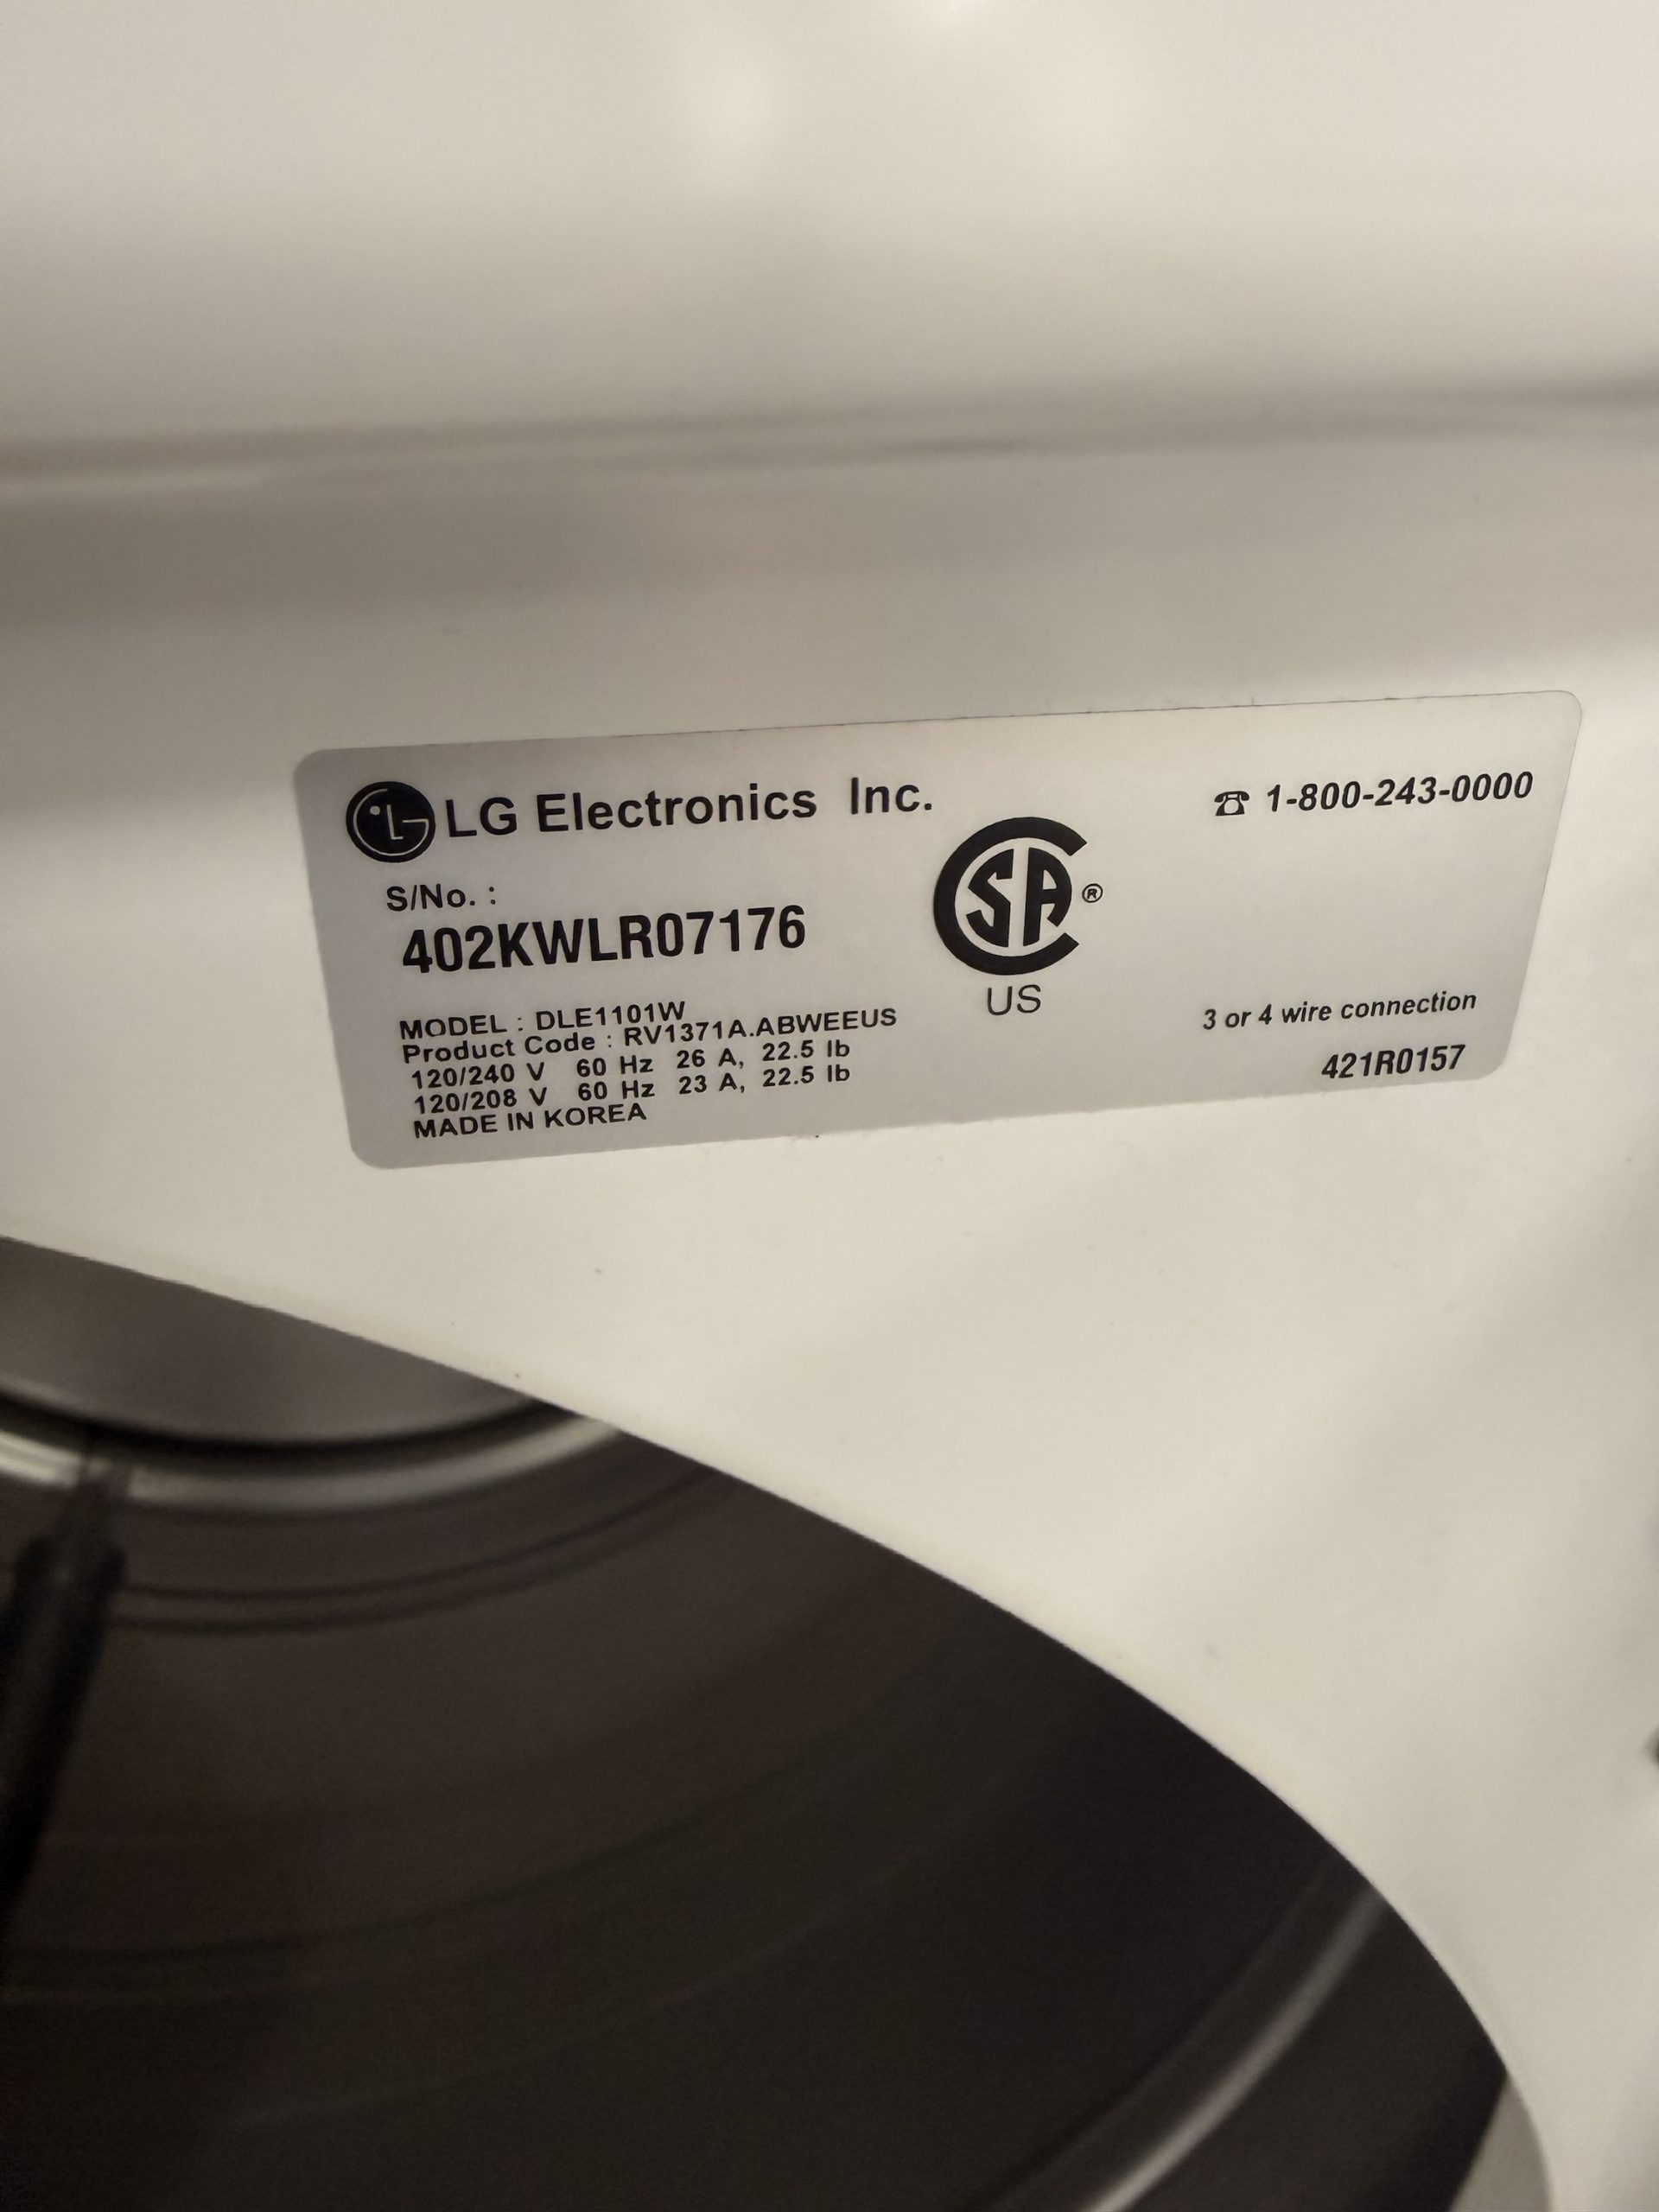 LG LG Electronics Inc.
☎ 1-800-243-0000
S/No. :
402KWLR07176
SA ®
US
MODEL : DLE1101W
Product Code : RV1371A.ABWEEUS
120/240 V 60 Hz 26 A, 22.5 lb
120/208 V 60 Hz 23 A, 22.5 lb
MADE IN KOREA
3 or 4 wire connection
421R0157